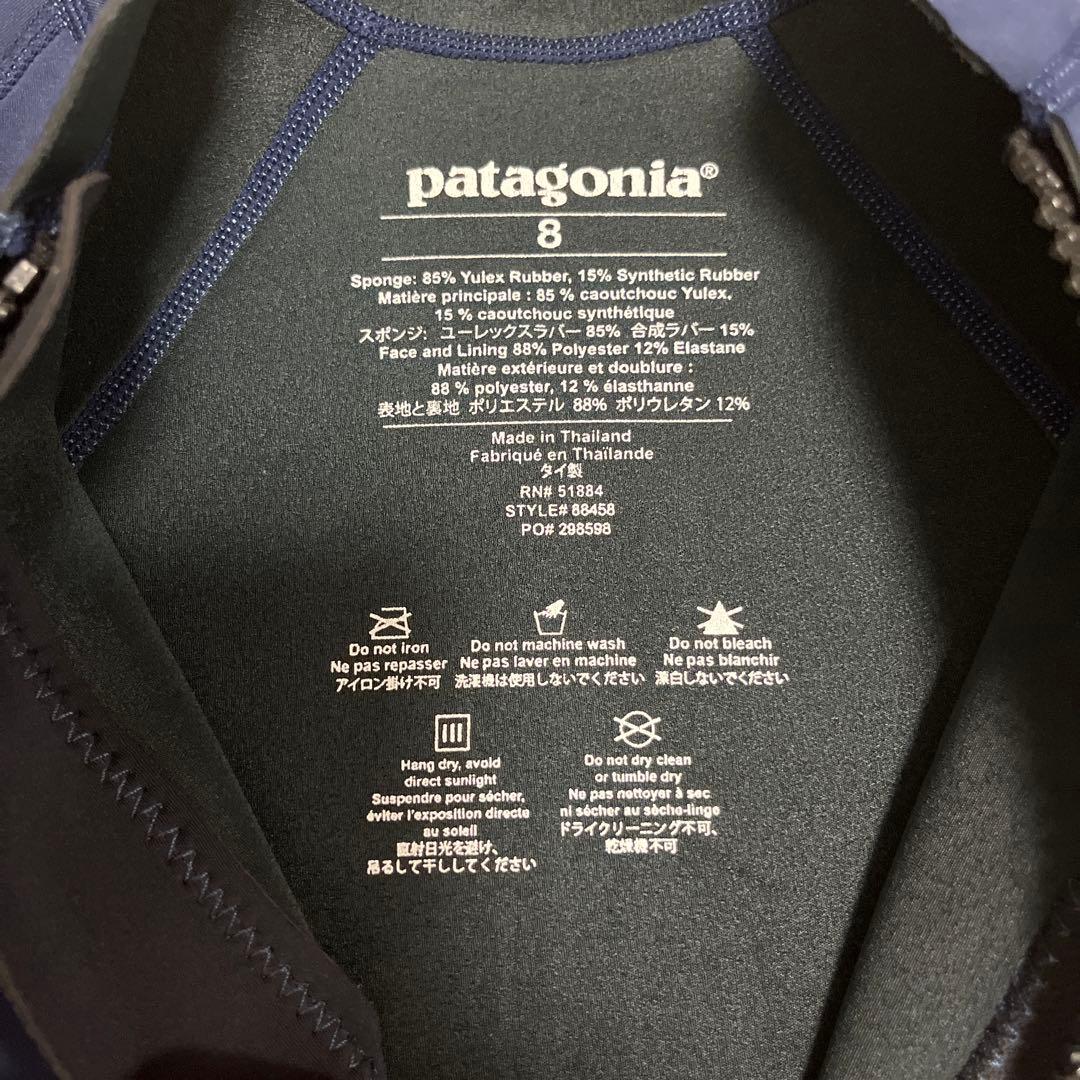 patagonia®
8
Sponge: 85% Yulex Rubber, 15% Synthetic Rubber
Matière principale : 85 % caoutchouc Yulex,
15 % caoutchouc synthétique
スポンジ: ユーレックスラバー 85% 合成ラバー 15%
Face and Lining 88% Polyester 12% Elastane
Matière extérieure et doublure :
88 % polyester, 12 % élasthanne
表地と裏地 ポリエステル 88% ポリウレタン 12%
Made in Thailand
Fabriqué en Thaïlande
タイ製
RN# 51884
STYLE# 88458
PO# 298598
Do not iron
Ne pas repasser
アイロン掛け不可
Do not machine wash
Ne pas laver en machine
洗濯機は使用しないでください
Do not bleach
Ne pas blanchir
漂白しないでください
Hang dry, avoid
direct sunlight
Suspendre pour sécher,
éviter l'exposition directe
au soleil
直射日光を避け、
吊るして干ししてください
Do not dry clean
or tumble dry
Ne pas nettoyer à sec
ni sécher au sèche-linge
ドライクリーニング不可、
乾燥機不可